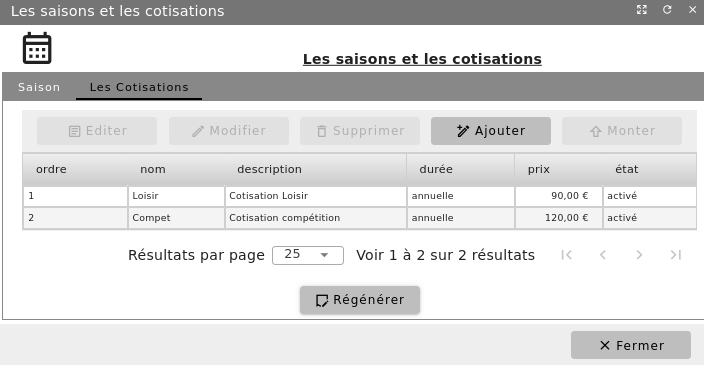 Les saisons et les cotisations
Les saisons et les cotisations
Saison Les Cotisations
Editer Modifier Supprimer Ajouter Monter
ordre nom description durée prix état
1 Loisir Cotisation Loisir annuelle 90,00 € activé
2 Compet Cotisation compétition annuelle 120,00 € activé
Résultats par page 25 Voir 1 à 2 sur 2 résultats
Régénérer
Fermer